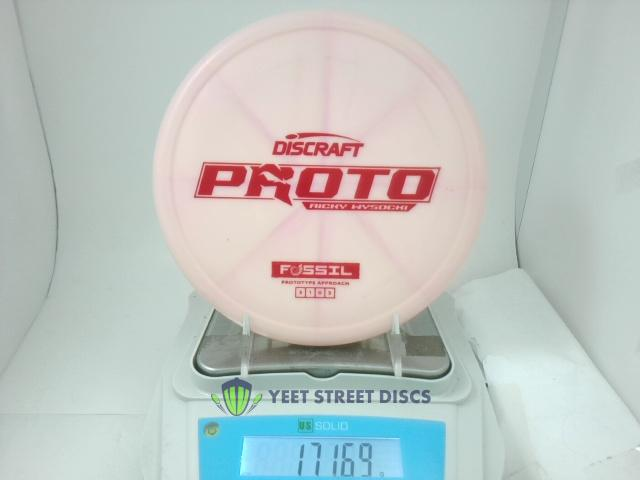 DISCRAFT
PROTO
RICKY WYSOCKI
FOSSIL
PROTOTYPE APPROACH
YEET STREET DISCS
US SOLID
171.69 g